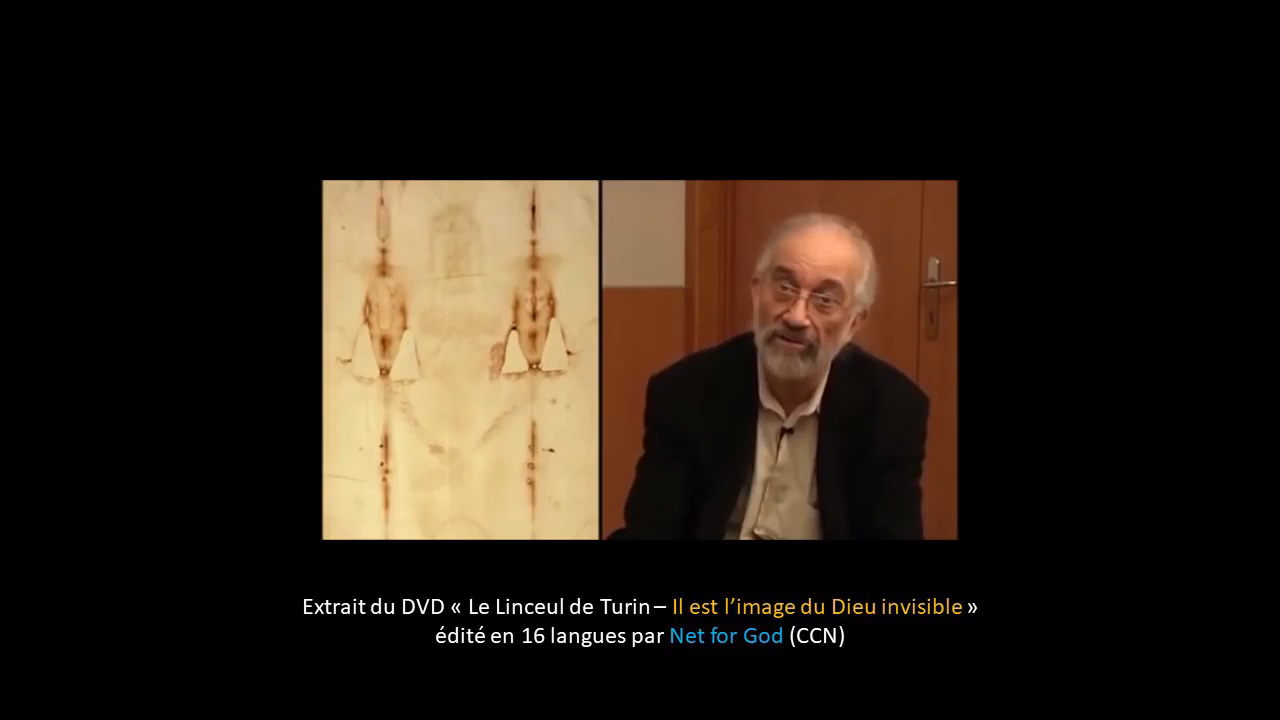 Extrait du DVD « Le Linceul de Turin – Il est l’image du Dieu invisible »
édité en 16 langues par Net for God (CCN)